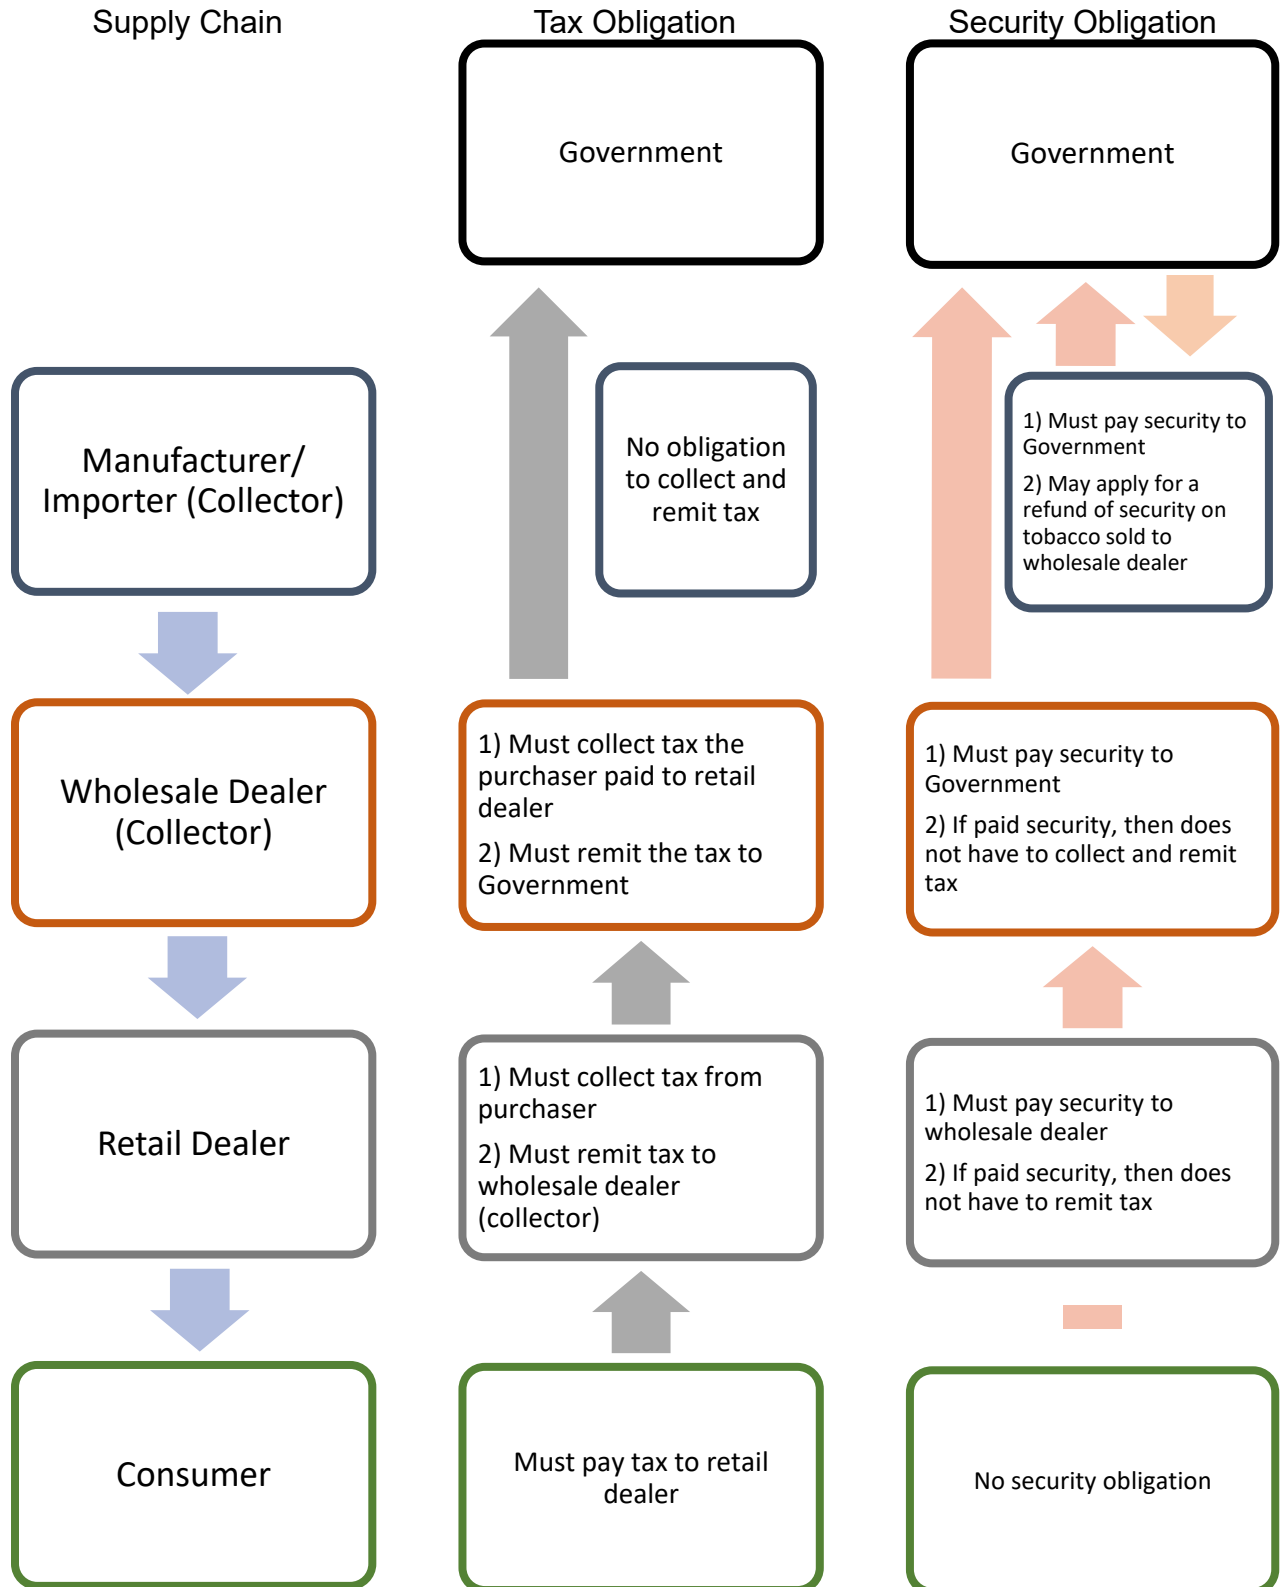 Supply Chain
Tax Obligation
Security Obligation
Government
Government
Manufacturer/
Importer (Collector)
No obligation
to collect and
remit tax
1) Must pay security to
Government
2) May apply for a
refund of security on
tobacco sold to
wholesale dealer
Wholesale Dealer
(Collector)
1) Must collect tax the
purchaser paid to retail
dealer
2) Must remit the tax to
Government
1) Must pay security to
Government
2) If paid security, then does
not have to collect and remit
tax
Retail Dealer
1) Must collect tax from
purchaser
2) Must remit tax to
wholesale dealer
(collector)
1) Must pay security to
wholesale dealer
2) If paid security, then does
not have to remit tax
Consumer
Must pay tax to retail
dealer
No security obligation